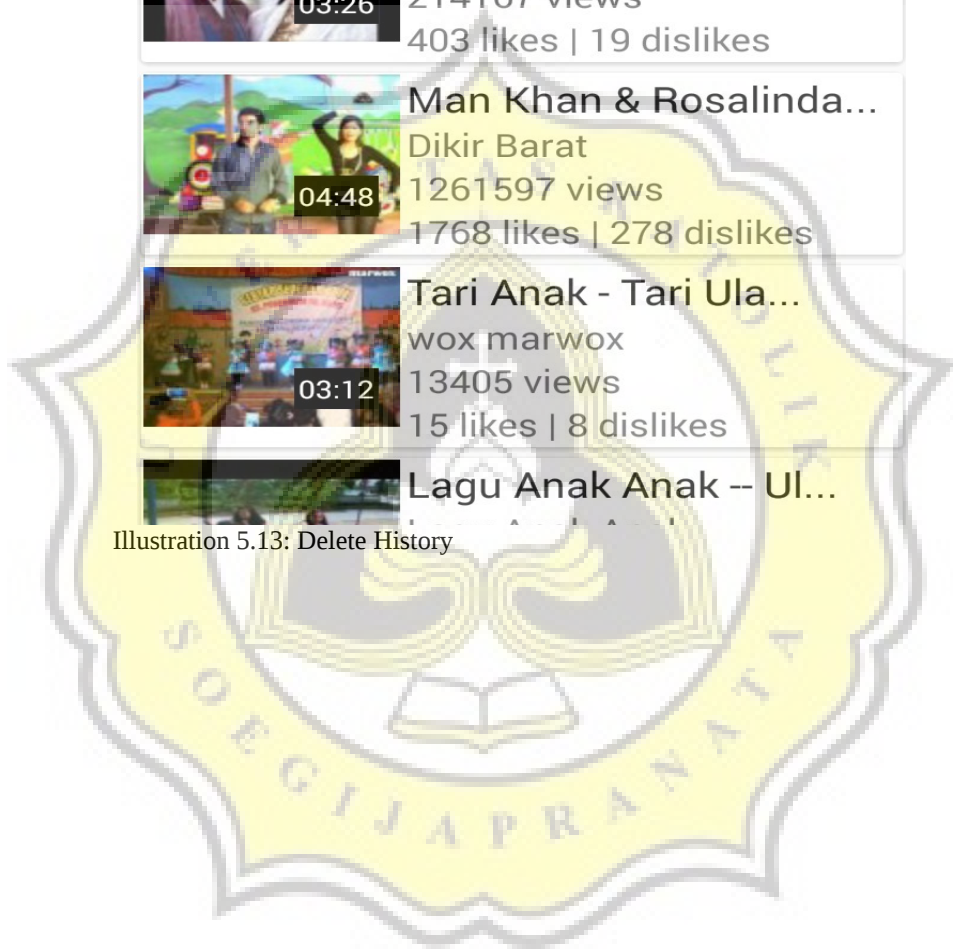 03:26
403 likes | 19 dislikes
Man Khan & Rosalinda...
Dikir Barat
04:48
1261597 views
1768 likes | 278 dislikes
Tari Anak - Tari Ula...
wox marwox
03:12
13405 views
15 likes | 8 dislikes
Lagu Anak Anak -- Ul...
Illustration 5.13: Delete History
KATOLIK
SOEGIJAPRANATA